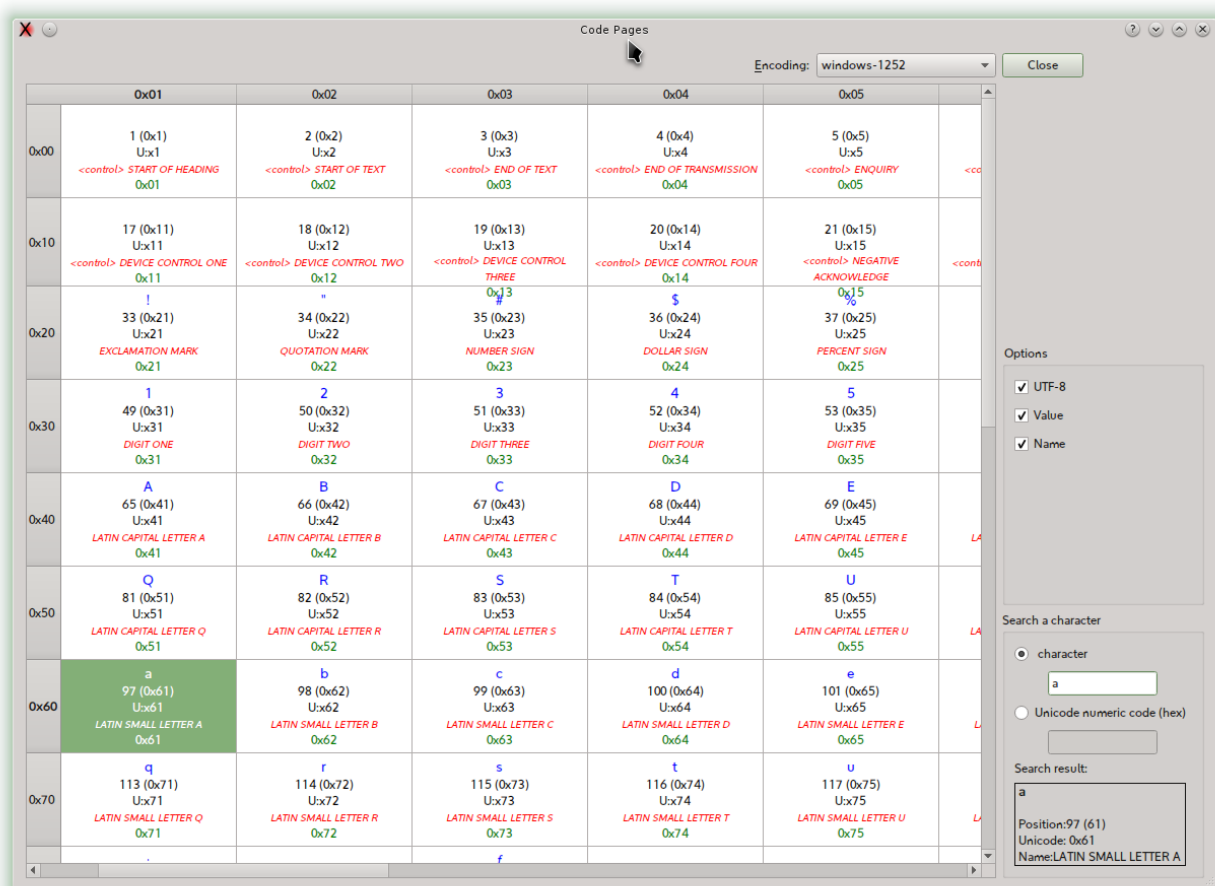 Code Pages
Encoding: windows-1252 Close
0x01 0x02 0x03 0x04 0x05
1 (0x1) 2 (0x2) 3 (0x3) 4 (0x4) 5 (0x5)
0x00 U:x1 U:x2 U:x3 U:x4 U:x5
<control> START OF HEADING <control> START OF TEXT <control> END OF TEXT <control> END OF TRANSMISSION <control> ENQUIRY <co
0x01 0x02 0x03 0x04 0x05
17 (0x11) 18 (0x12) 19 (0x13) 20 (0x14) 21 (0x15)
0x10 U:x11 U:x12 U:x13 U:x14 U:x15
<control> DEVICE CONTROL ONE <control> DEVICE CONTROL TWO <control> DEVICE CONTROL THREE <control> DEVICE CONTROL FOUR <control> NEGATIVE ACKNOWLEDGE <cont
0x11 0x12 0x13 0x14 0x15
! " # $ %
33 (0x21) 34 (0x22) 35 (0x23) 36 (0x24) 37 (0x25)
0x20 U:x21 U:x22 U:x23 U:x24 U:x25
EXCLAMATION MARK QUOTATION MARK NUMBER SIGN DOLLAR SIGN PERCENT SIGN
0x21 0x22 0x23 0x24 0x25
1 2 3 4 5
49 (0x31) 50 (0x32) 51 (0x33) 52 (0x34) 53 (0x35)
0x30 U:x31 U:x32 U:x33 U:x34 U:x35
DIGIT ONE DIGIT TWO DIGIT THREE DIGIT FOUR DIGIT FIVE
0x31 0x32 0x33 0x34 0x35
A B C D E
65 (0x41) 66 (0x42) 67 (0x43) 68 (0x44) 69 (0x45)
0x40 U:x41 U:x42 U:x43 U:x44 U:x45
LATIN CAPITAL LETTER A LATIN CAPITAL LETTER B LATIN CAPITAL LETTER C LATIN CAPITAL LETTER D LATIN CAPITAL LETTER E LA
0x41 0x42 0x43 0x44 0x45
Q R S T U
81 (0x51) 82 (0x52) 83 (0x53) 84 (0x54) 85 (0x55)
0x50 U:x51 U:x52 U:x53 U:x54 U:x55
LATIN CAPITAL LETTER Q LATIN CAPITAL LETTER R LATIN CAPITAL LETTER S LATIN CAPITAL LETTER T LATIN CAPITAL LETTER U LA
0x51 0x52 0x53 0x54 0x55
a b c d e
97 (0x61) 98 (0x62) 99 (0x63) 100 (0x64) 101 (0x65)
0x60 U:x61 U:x62 U:x63 U:x64 U:x65
LATIN SMALL LETTER A LATIN SMALL LETTER B LATIN SMALL LETTER C LATIN SMALL LETTER D LATIN SMALL LETTER E L
0x61 0x62 0x63 0x64 0x65
q r s t u
113 (0x71) 114 (0x72) 115 (0x73) 116 (0x74) 117 (0x75)
0x70 U:x71 U:x72 U:x73 U:x74 U:x75
LATIN SMALL LETTER Q LATIN SMALL LETTER R LATIN SMALL LETTER S LATIN SMALL LETTER T LATIN SMALL LETTER U LA
0x71 0x72 0x73 0x74 0x75
Options
UTF-8
Value
Name
Search a character
character
a
Unicode numeric code (hex)
Search result:
a
Position:97 (61)
Unicode: 0x61
Name:LATIN SMALL LETTER A